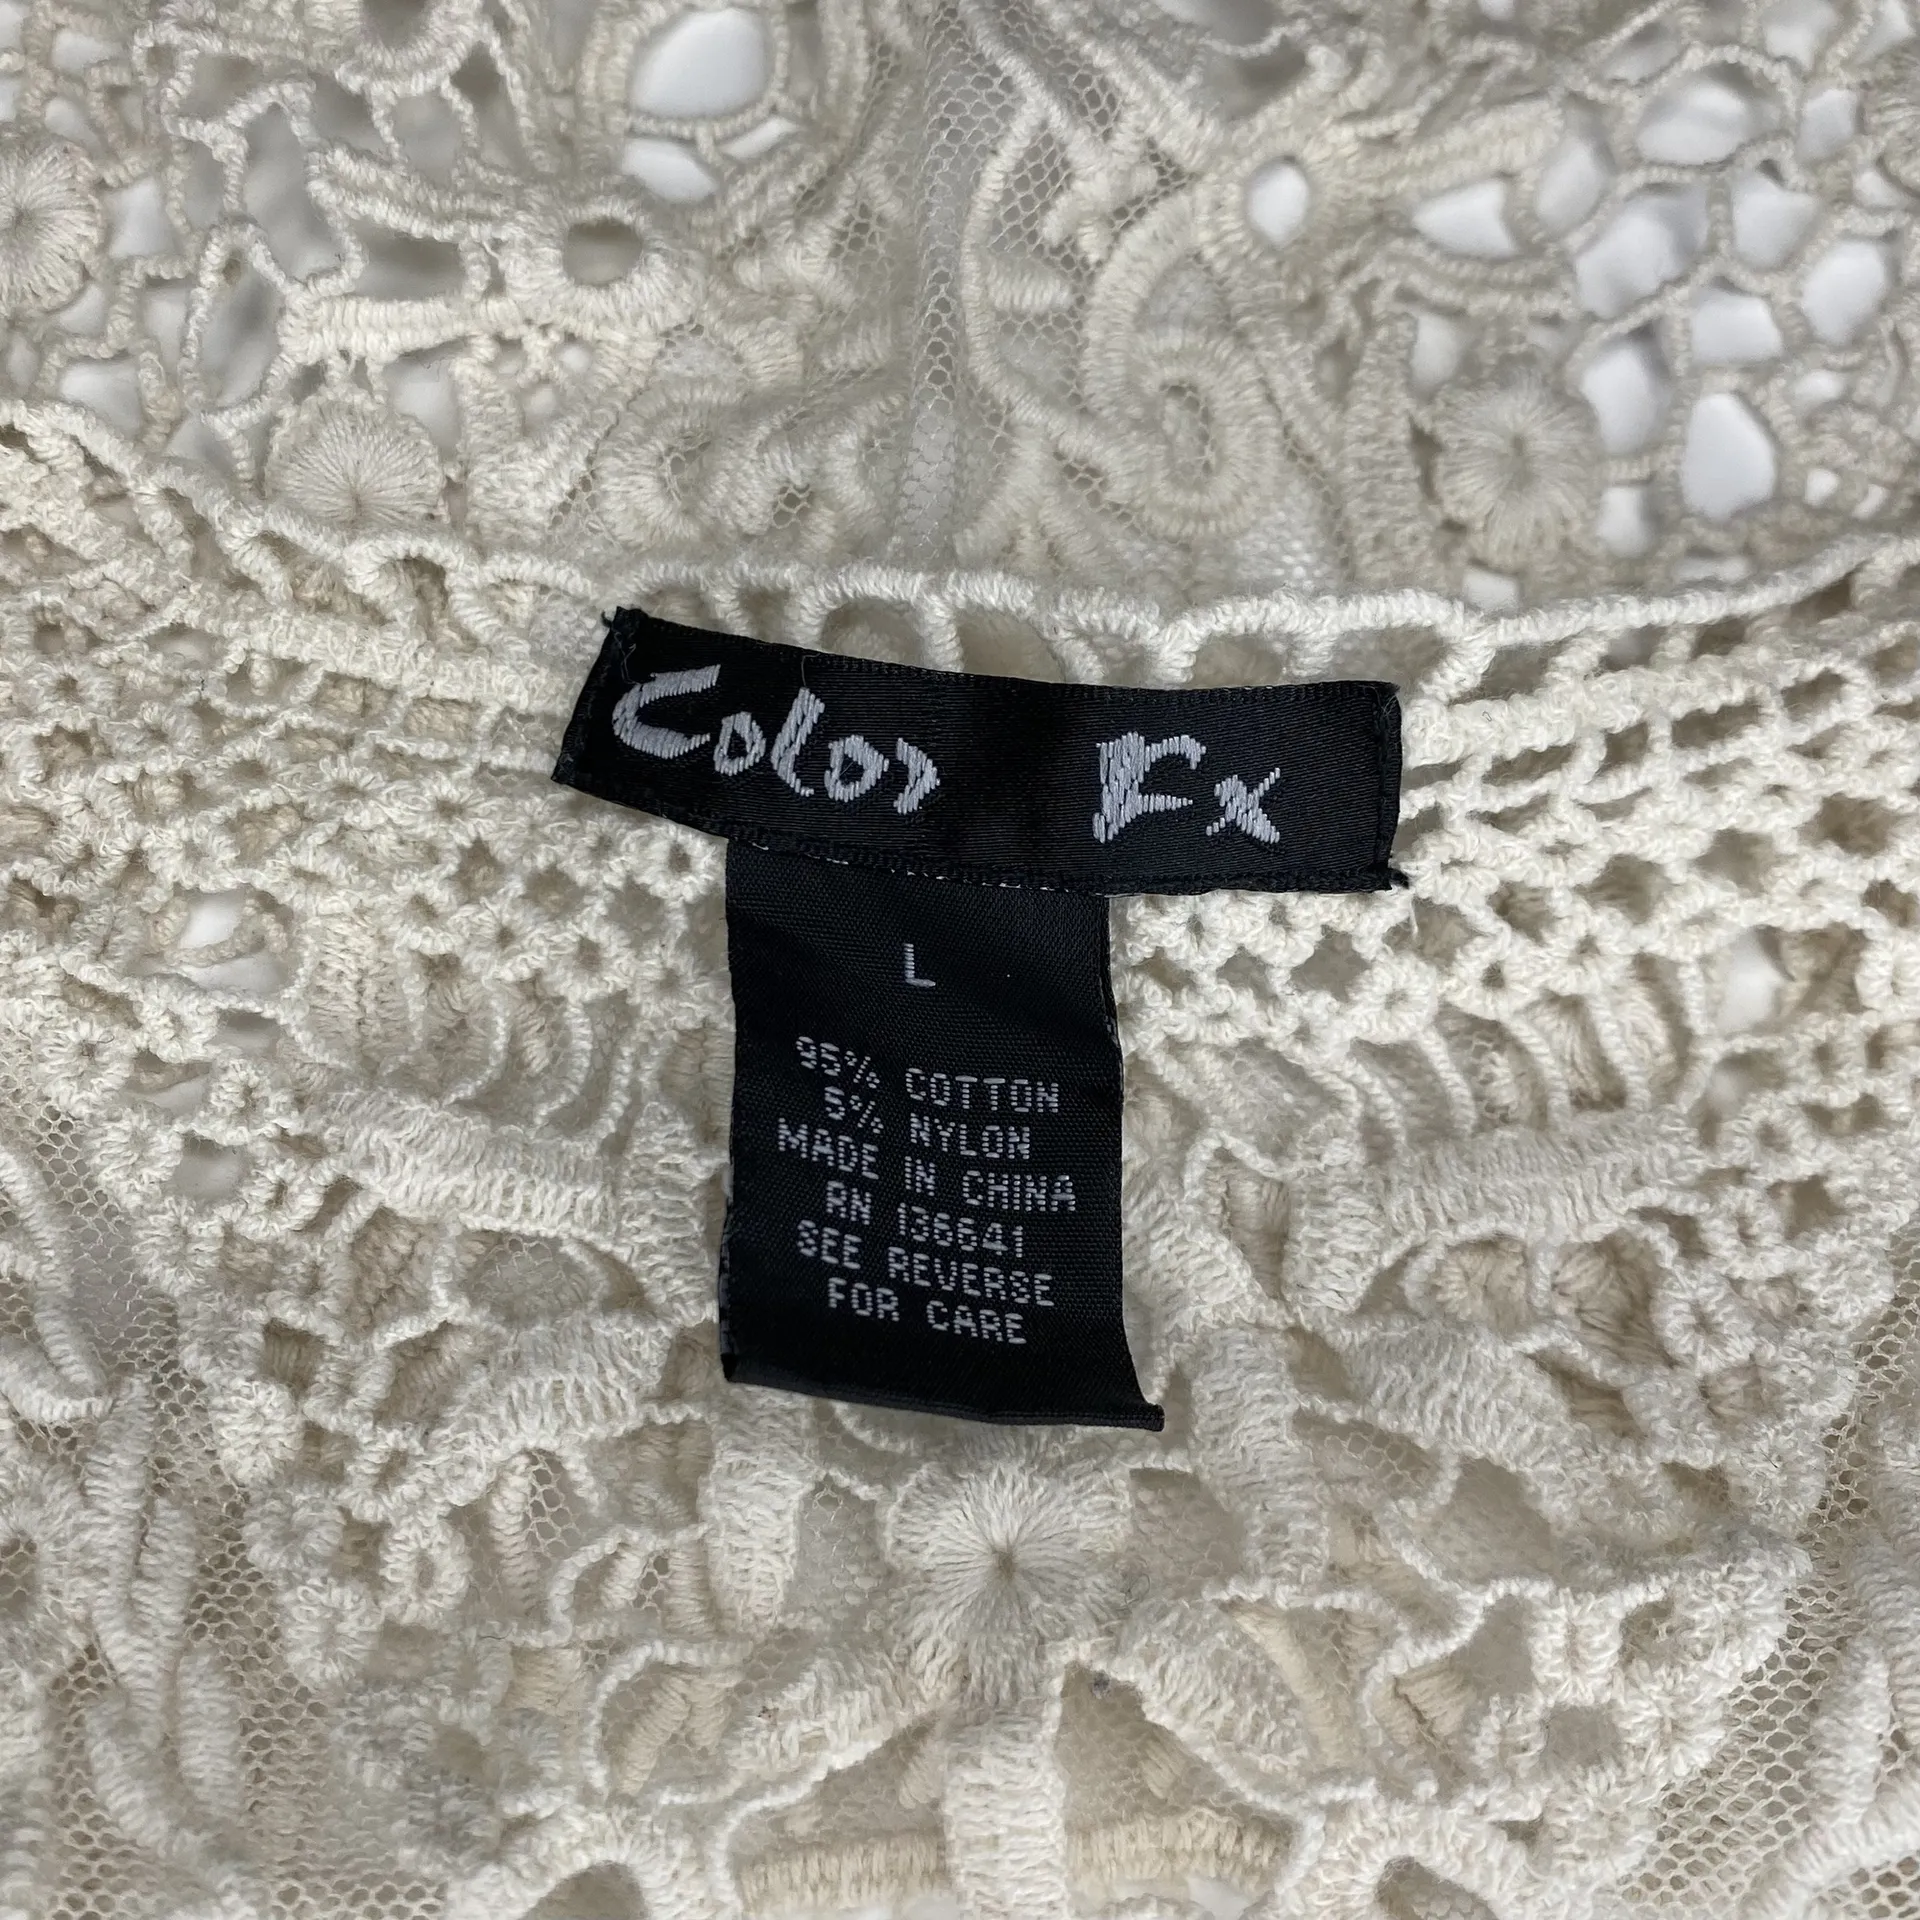 Color Fx
L
95% COTTON
5% NYLON
MADE IN CHINA
RN 136641
SEE REVERSE
FOR CARE